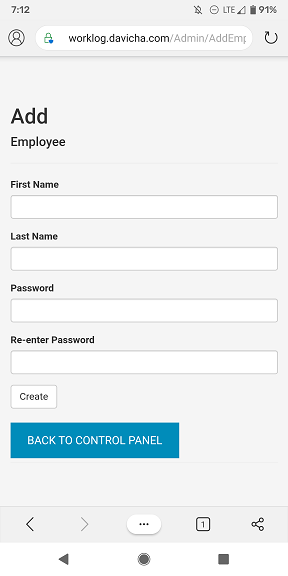 7:12
LTE 91%
worklog.davicha.com/Admin/AddEmp
Add
Employee
First Name
Last Name
Password
Re-enter Password
Create
BACK TO CONTROL PANEL
1